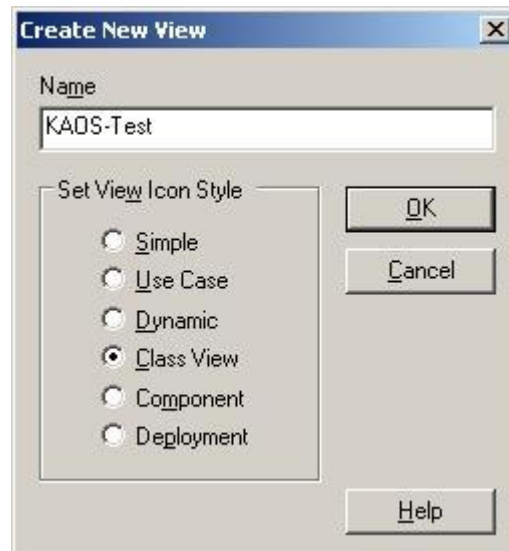 Create New View
Name
KAOS-Test
Set View Icon Style
Simple
Use Case
Dynamic
Class View
Component
Deployment
OK
Cancel
Help